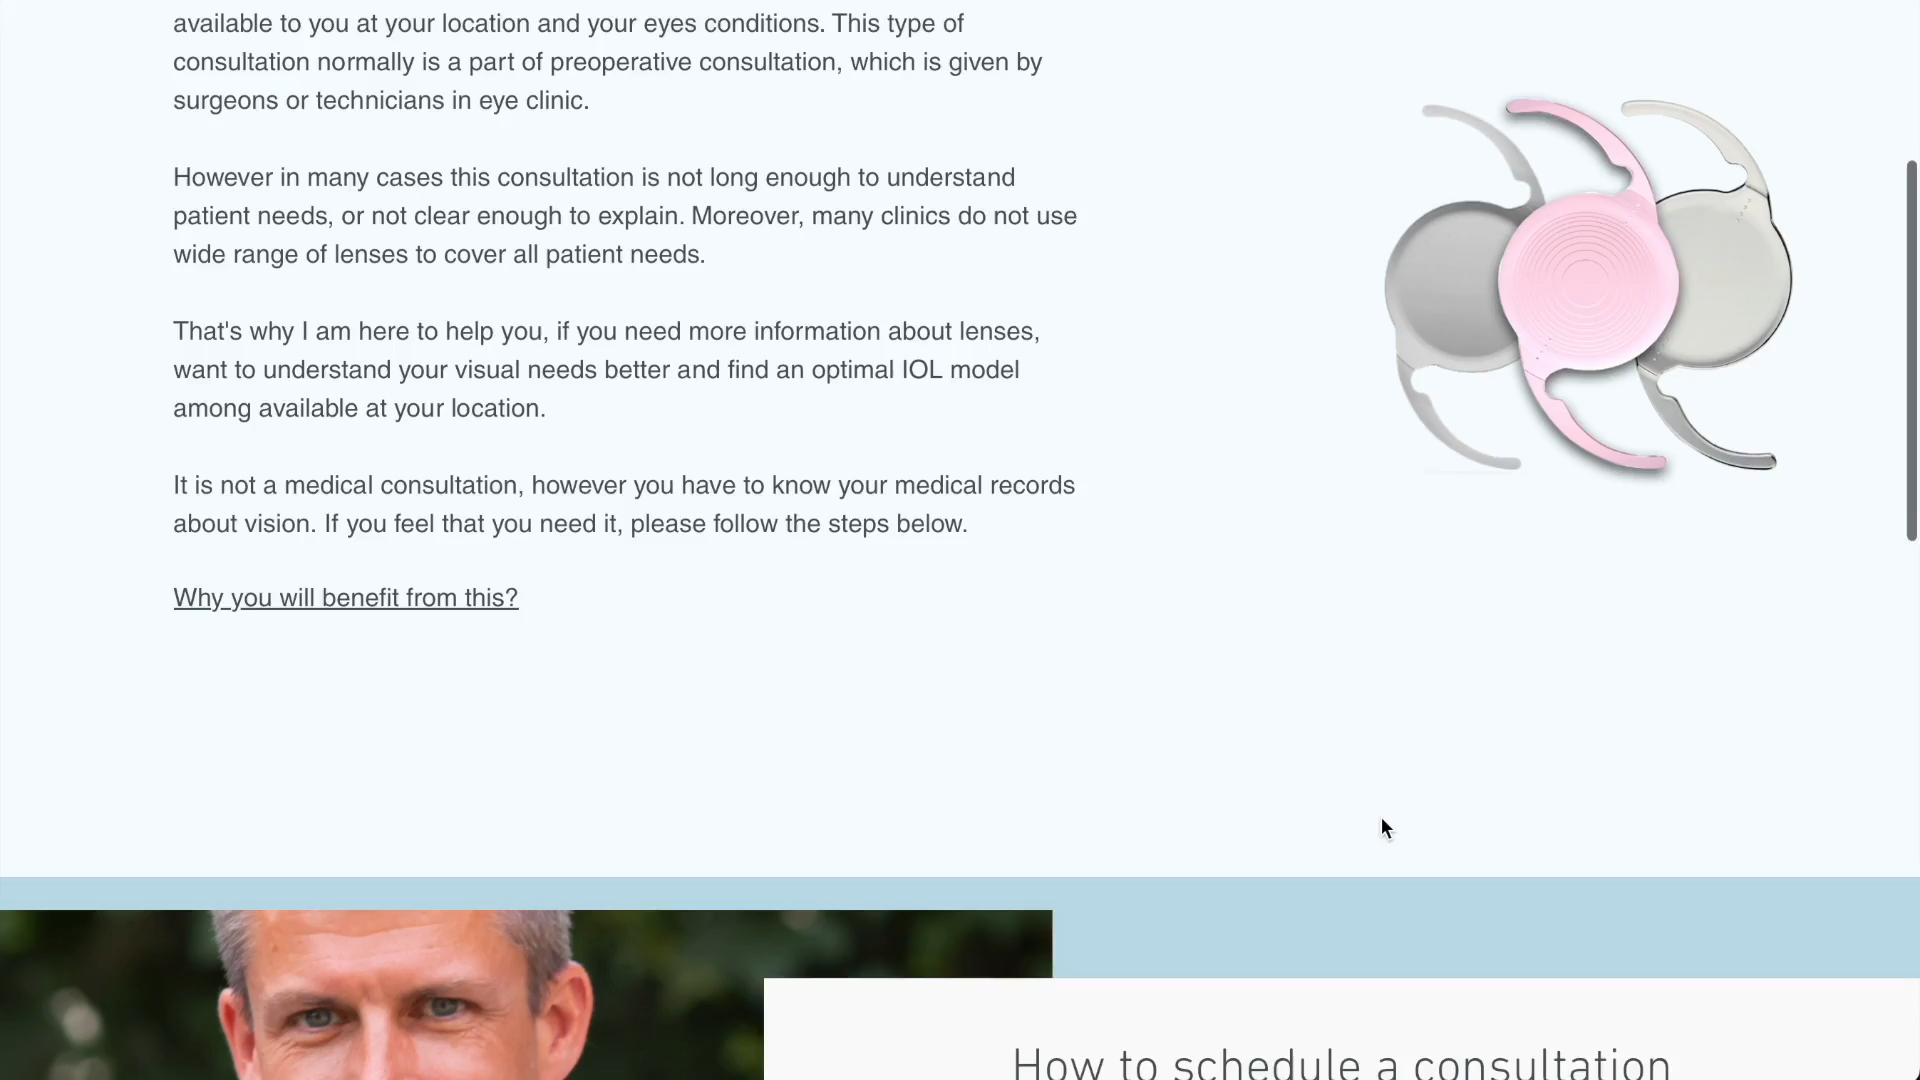 available to you at your location and your eyes conditions. This type of
consultation normally is a part of preoperative consultation, which is given by
surgeons or technicians in eye clinic.
However in many cases this consultation is not long enough to understand
patient needs, or not clear enough to explain. Moreover, many clinics do not use
wide range of lenses to cover all patient needs.
That's why I am here to help you, if you need more information about lenses,
want to understand your visual needs better and find an optimal IOL model
among available at your location.
It is not a medical consultation, however you have to know your medical records
about vision. If you feel that you need it, please follow the steps below.
Why you will benefit from this?
How to schedule a consultation